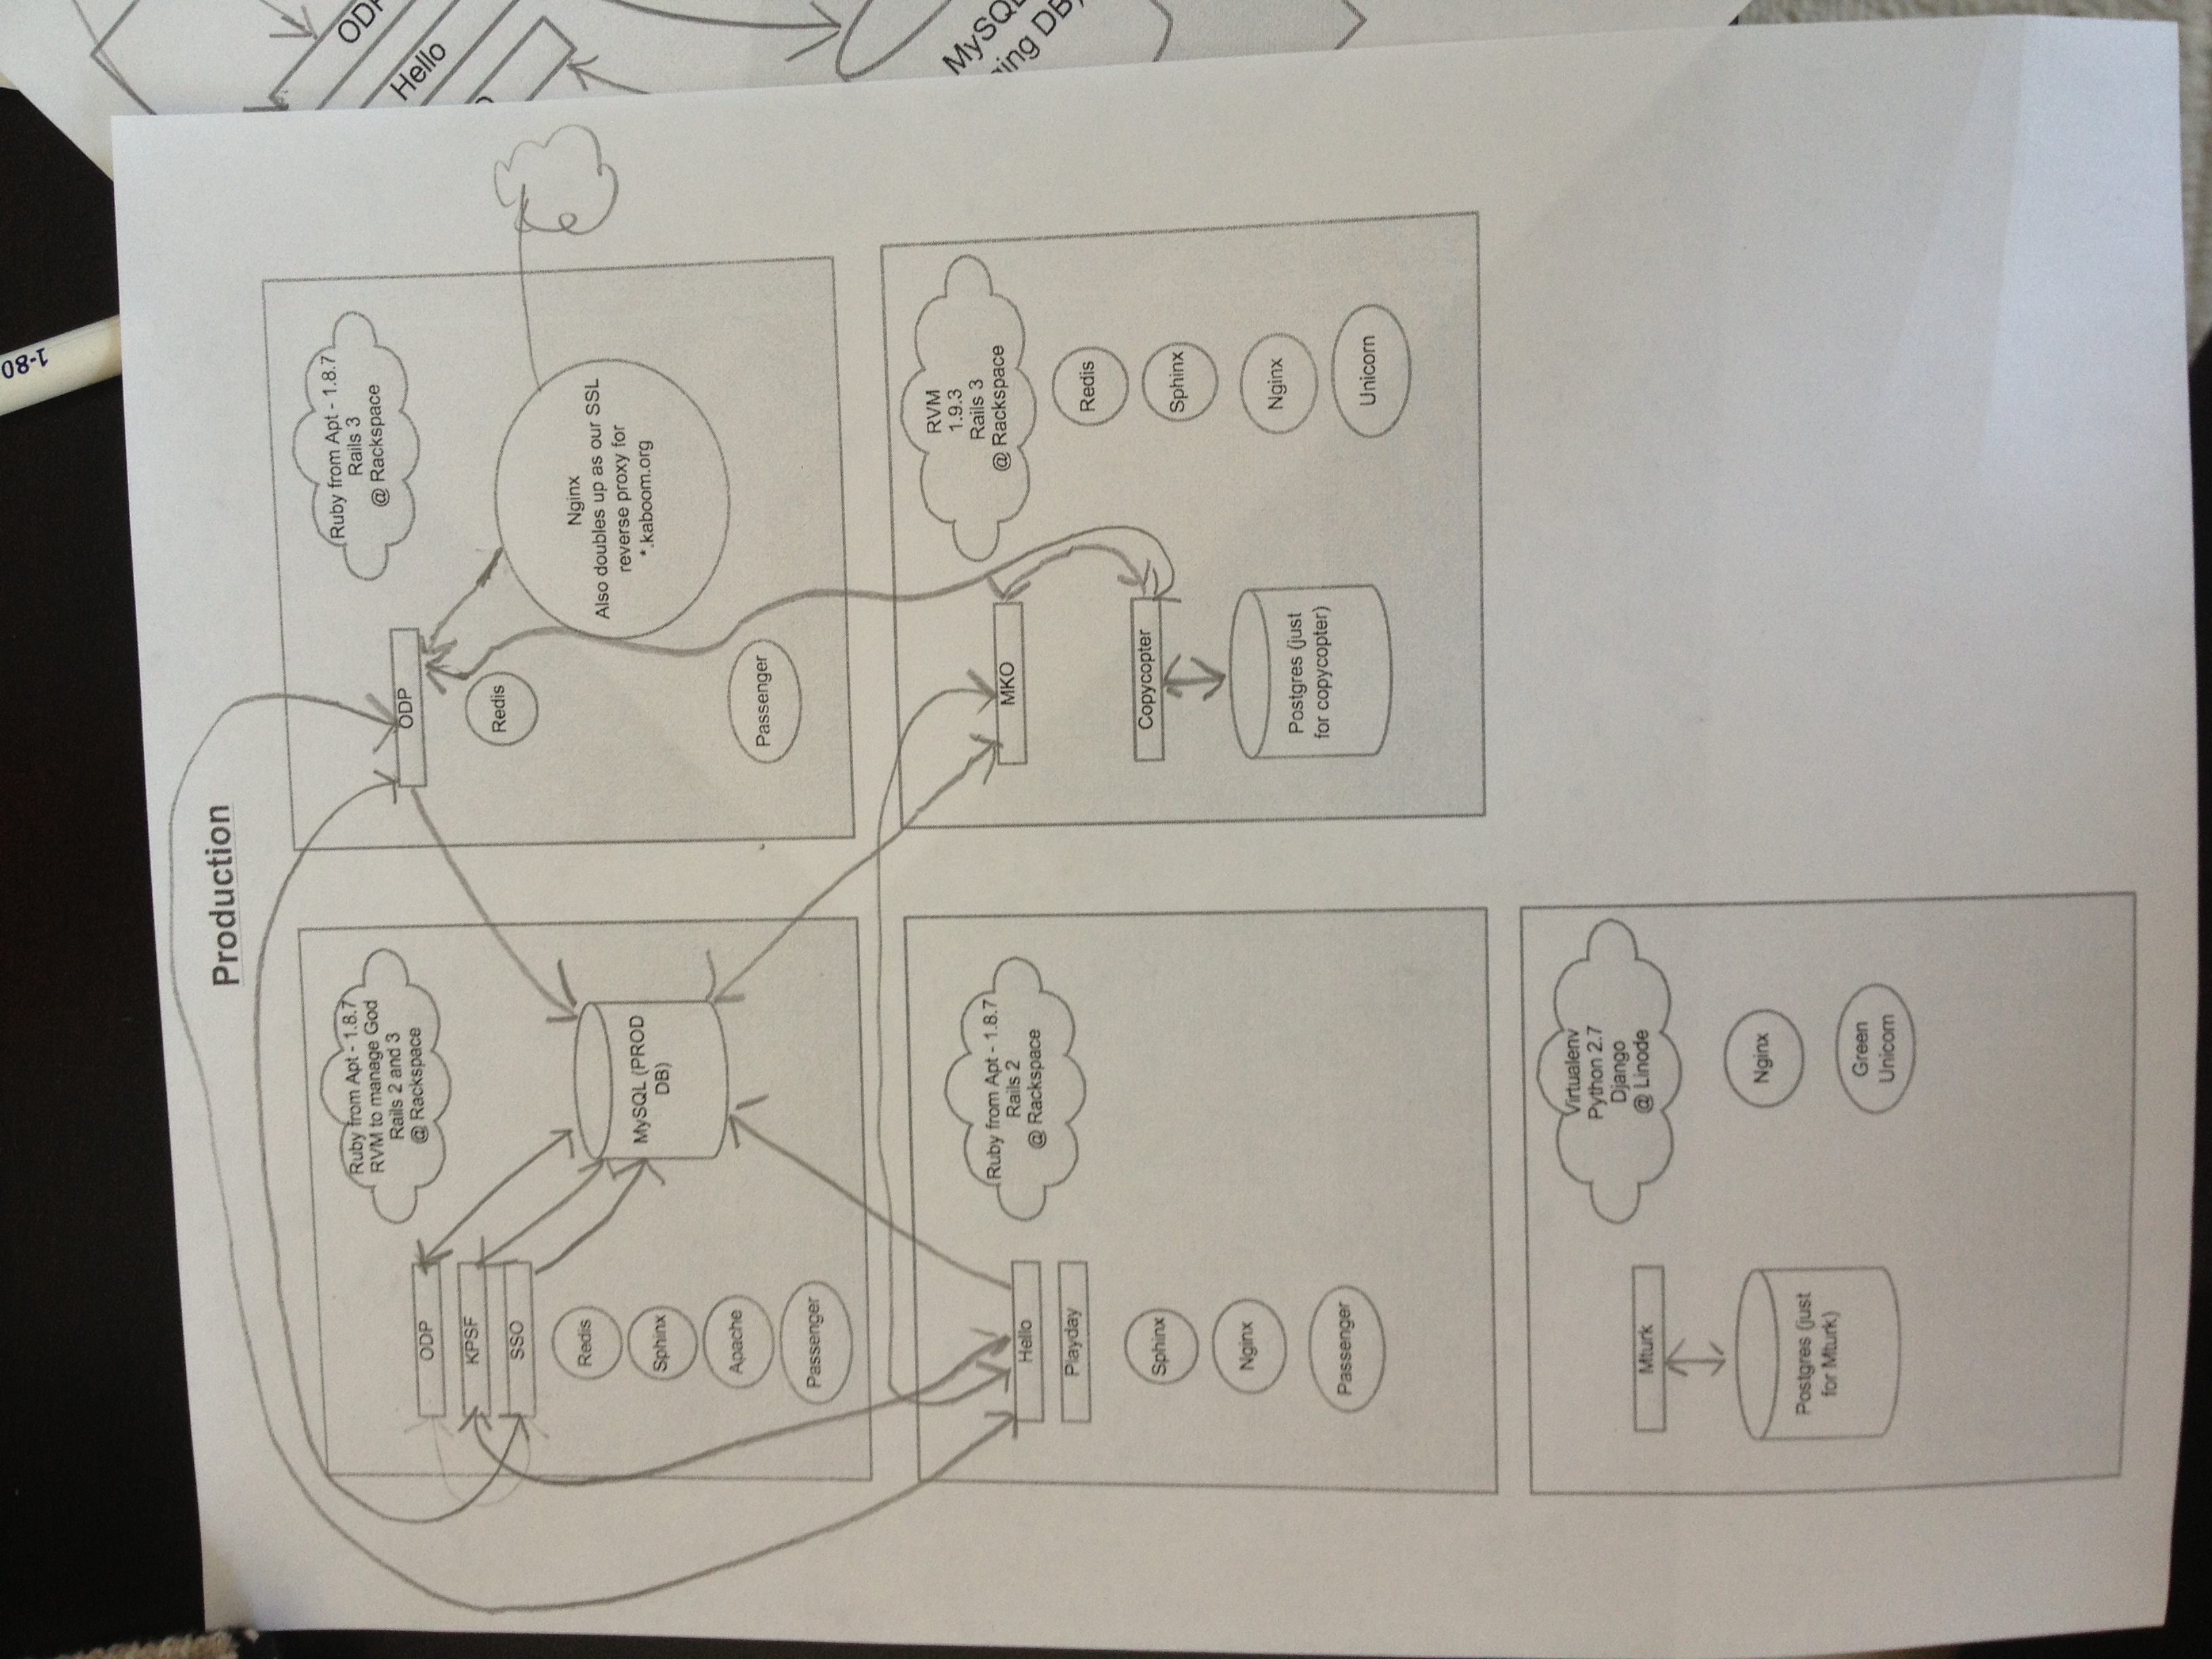 1-80
Production
Ruby from Apt - 1.8.7
RVM to manage God
Rails 2 and 3
@ Rackspace
ODP
KPSF
SSO
Redis
Sphinx
Apache
Passenger
MySQL (PROD
DB)
Ruby from Apt - 1.8.7
Rails 3
@ Rackspace
ODP
Redis
Nginx
Also doubles up as our SSL
reverse proxy for
*.kaboom.org
Passenger
Ruby from Apt - 1.8.7
Rails 2
@ Rackspace
Hello
Playday
Sphinx
Nginx
Passenger
RVM
1.9.3
Rails 3
@ Rackspace
MKO
Copycopter
Postgres (just
for copycopter)
Redis
Sphinx
Nginx
Unicorn
Virtualenv
Python 2.7
Django
@ Linode
Mturk
Postgres (just
for Mturk)
Nginx
Green
Unicorn
ODP
Hello
MySQL
ing DB)